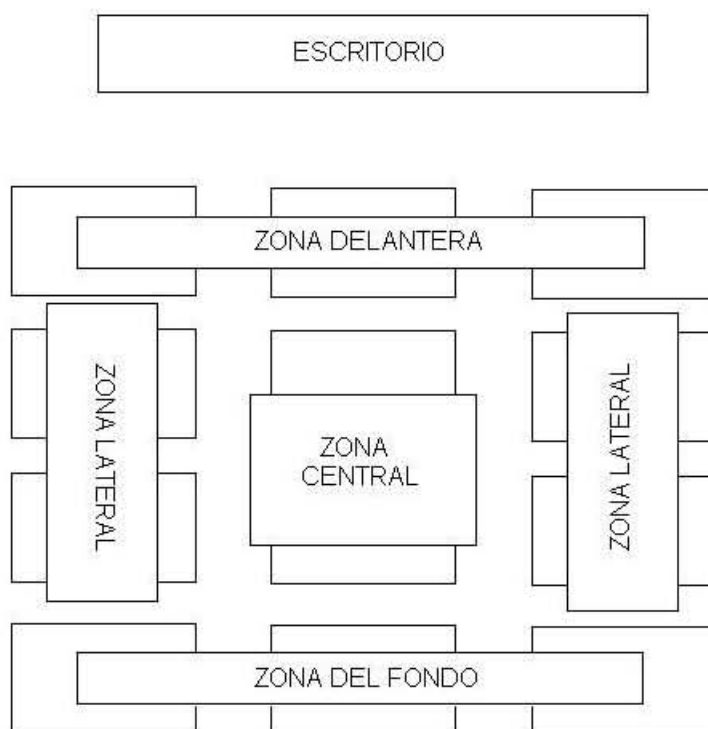 ESCRITORIO
ZONA DELANTERA
ZONA LATERAL
ZONA
CENTRAL
ZONA LATERAL
ZONA DEL FONDO